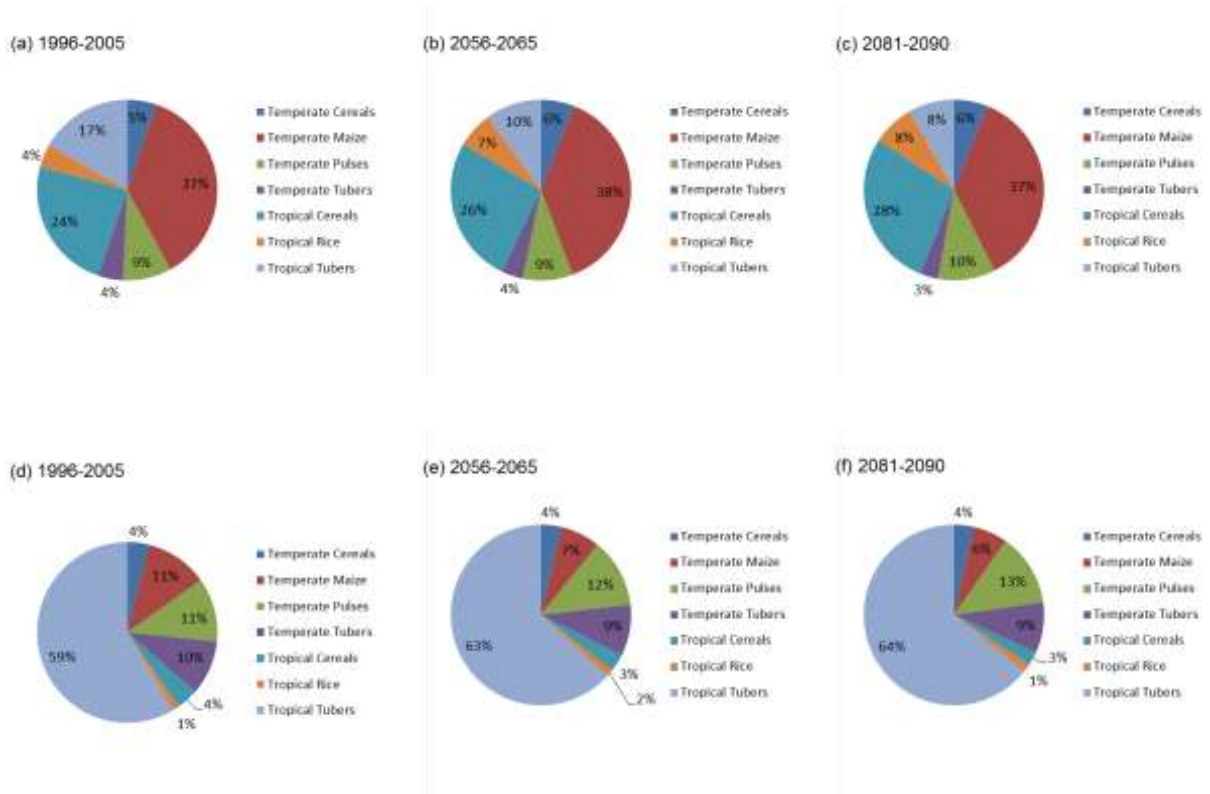 (a) 1996-2005
5%
37%
9%
4%
24%
4%
17%
Temperate Cereals
Temperate Maize
Temperate Pulses
Temperate Tubers
Tropical Cereals
Tropical Rice
Tropical Tubers
(b) 2056-2065
6%
38%
9%
4%
26%
7%
10%
Temperate Cereals
Temperate Maize
Temperate Pulses
Temperate Tubers
Tropical Cereals
Tropical Rice
Tropical Tubers
(c) 2081-2090
6%
37%
10%
3%
28%
8%
8%
Temperate Cereals
Temperate Maize
Temperate Pulses
Temperate Tubers
Tropical Cereals
Tropical Rice
Tropical Tubers
(d) 1996-2005
4%
11%
11%
10%
4%
1%
59%
Temperate Cereals
Temperate Maize
Temperate Pulses
Temperate Tubers
Tropical Cereals
Tropical Rice
Tropical Tubers
(e) 2056-2065
4%
7%
12%
9%
3%
2%
63%
Temperate Cereals
Temperate Maize
Temperate Pulses
Temperate Tubers
Tropical Cereals
Tropical Rice
Tropical Tubers
(f) 2081-2090
4%
6%
13%
9%
3%
1%
64%
Temperate Cereals
Temperate Maize
Temperate Pulses
Temperate Tubers
Tropical Cereals
Tropical Rice
Tropical Tubers